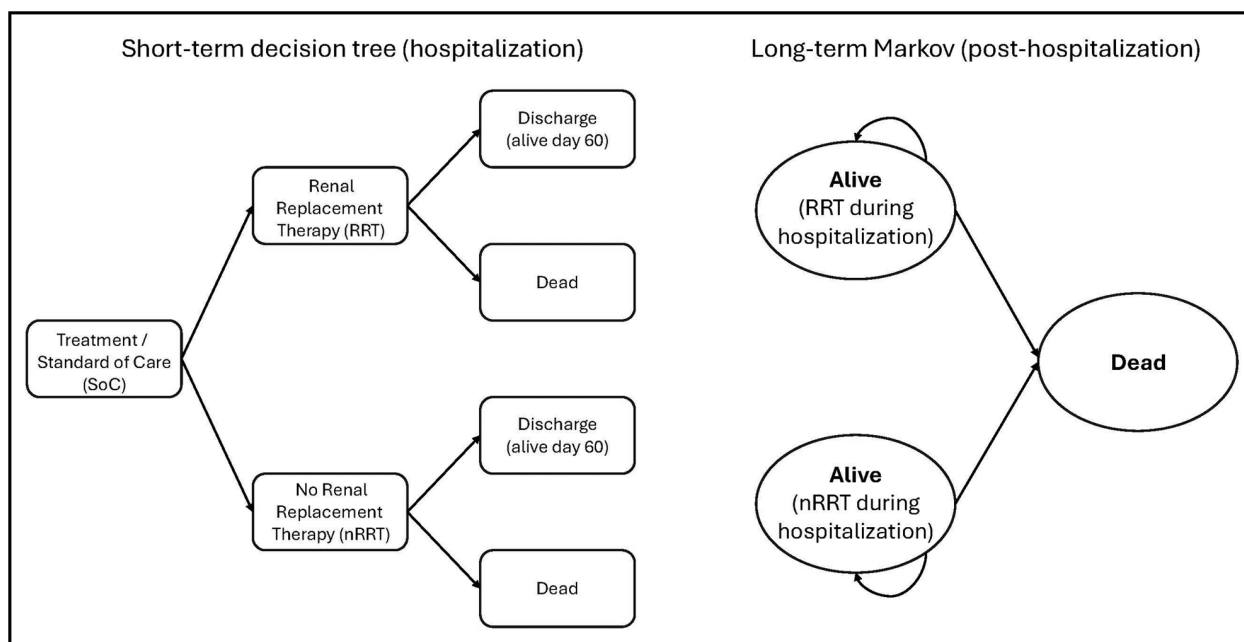 Short-term decision tree (hospitalization)
Long-term Markov (post-hospitalization)
Discharge
(alive day 60)
Renal
Replacement
Therapy (RRT)
Dead
Treatment /
Standard of Care
(SoC)
Discharge
(alive day 60)
No Renal
Replacement
Therapy (nRRT)
Dead
Alive
(RRT during
hospitalization)
Dead
Alive
(nRRT during
hospitalization)